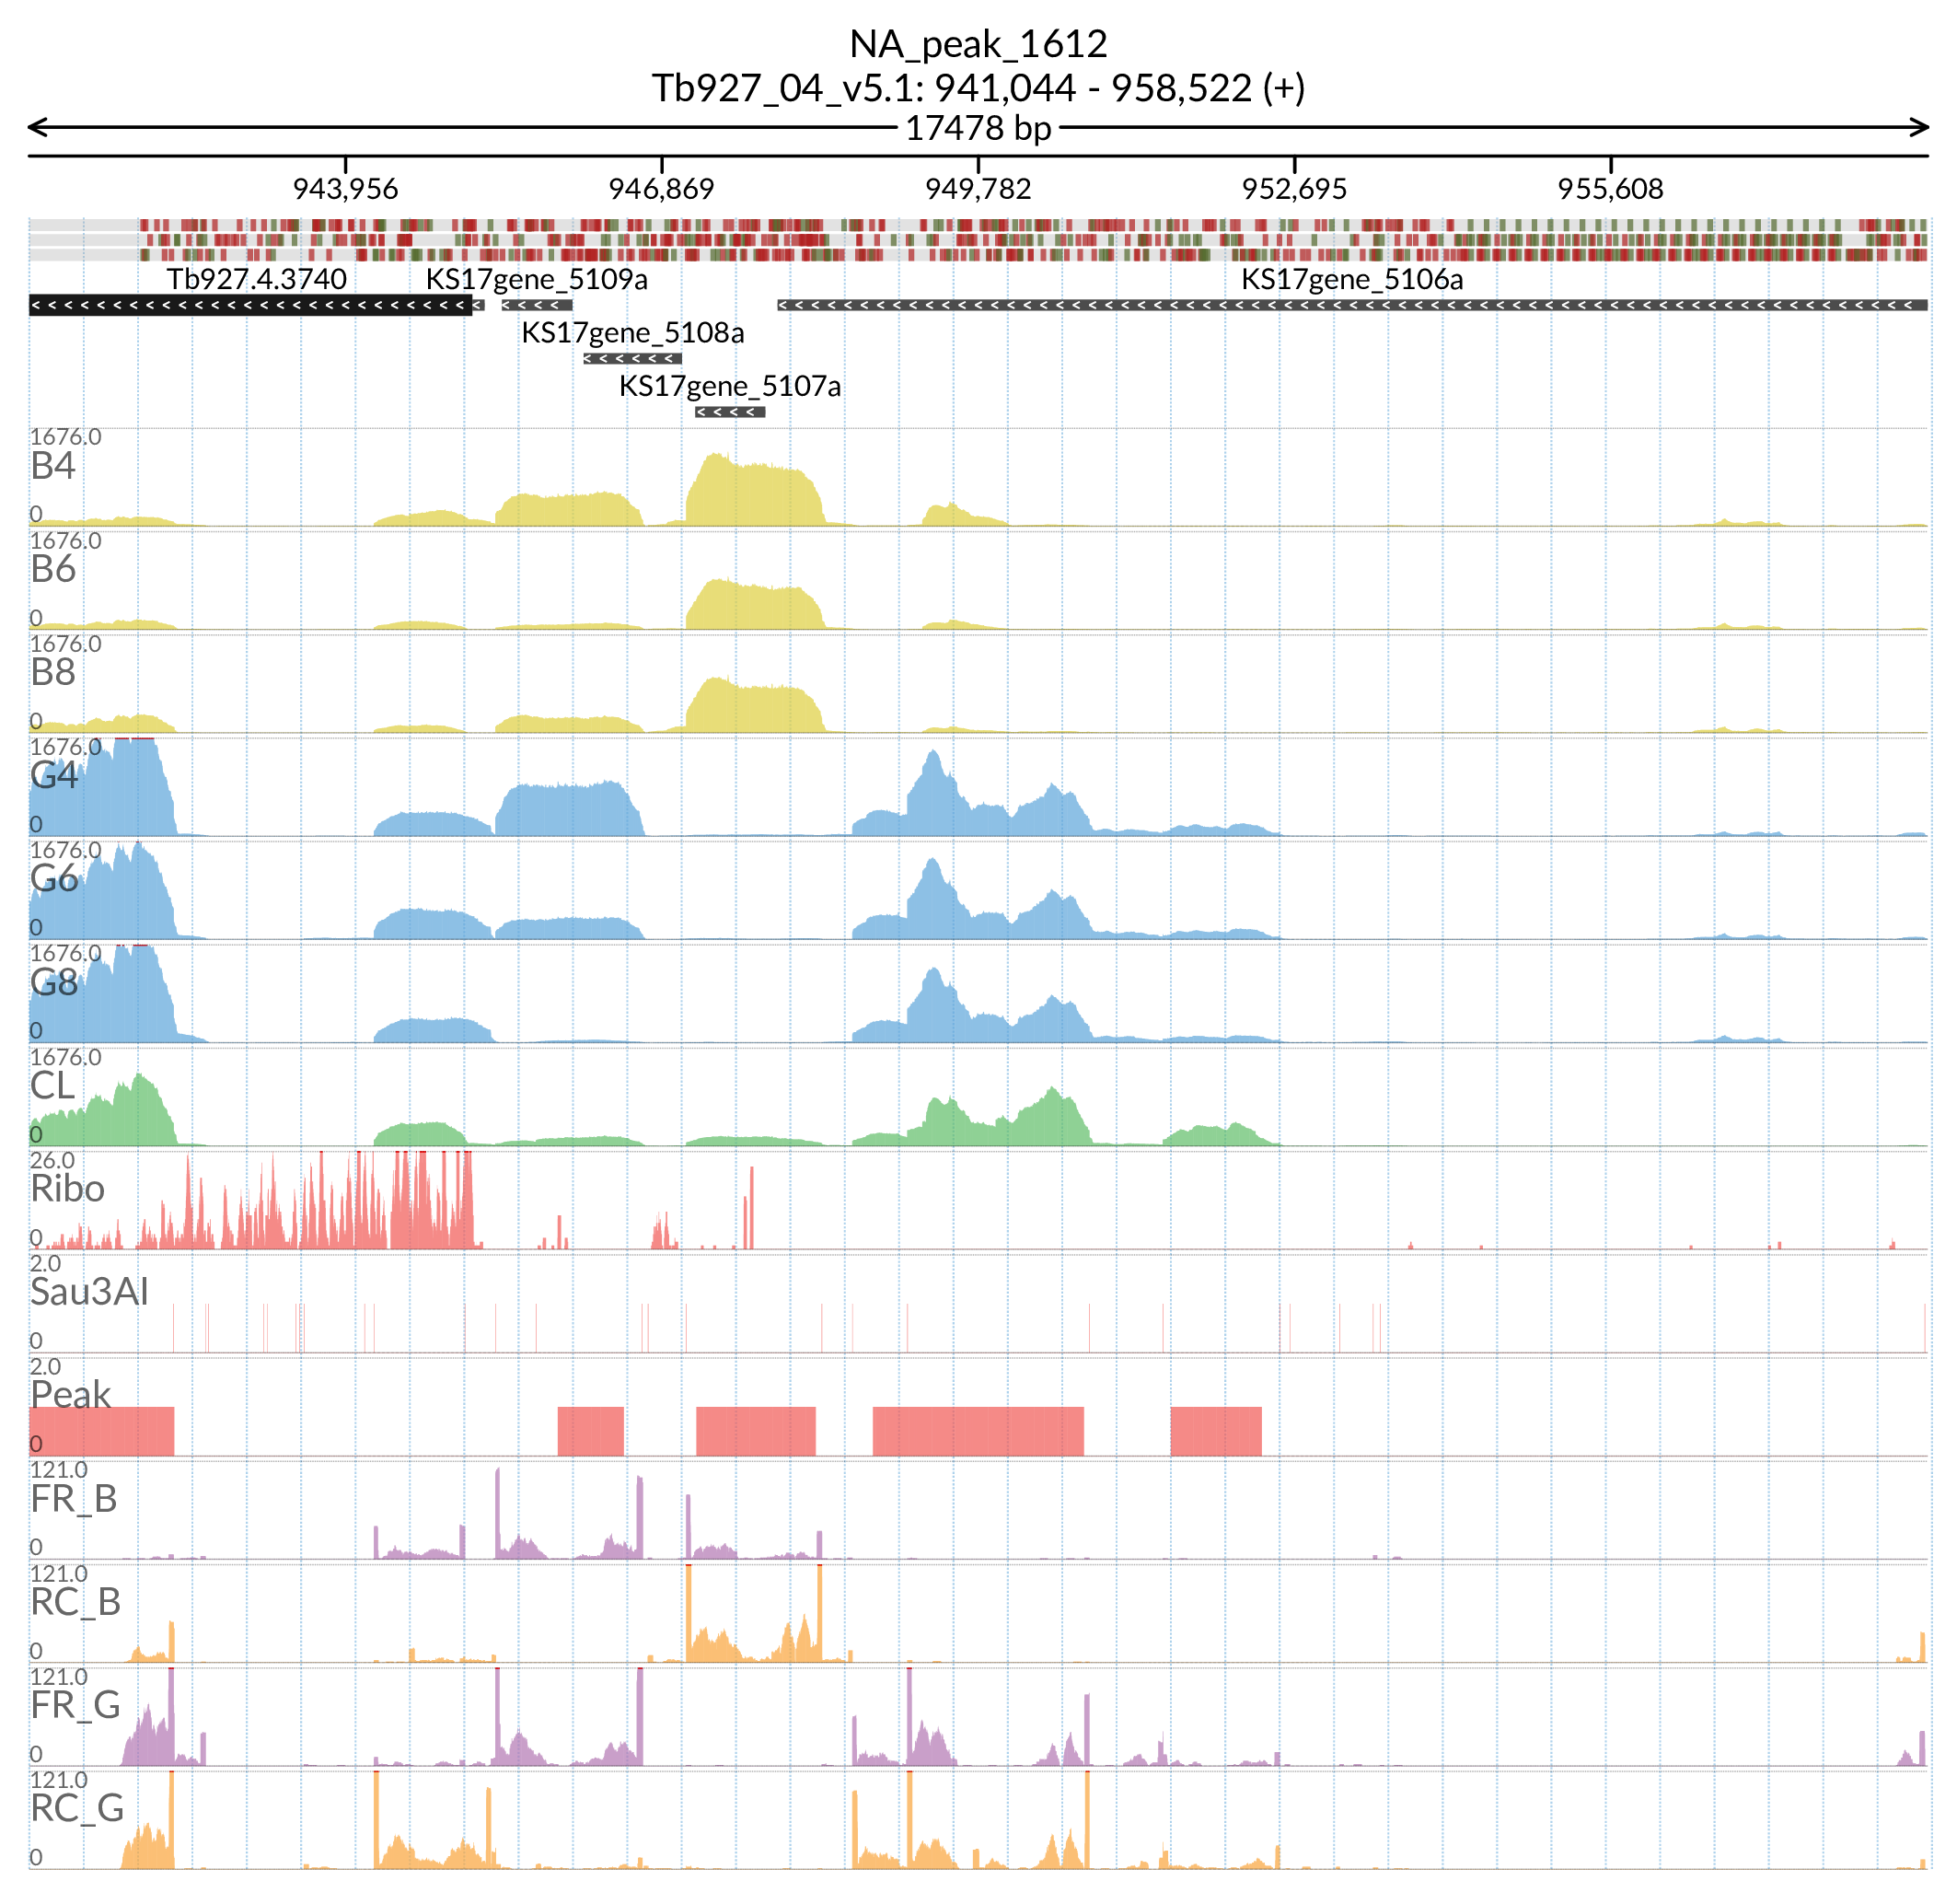 NA_peak_1612
Tb927_04_v5.1: 941,044 - 958,522 (+)
17478 bp
943,956 946,869 949,782 952,695 955,608
Tb927.4.3740 KS17gene_5109a KS17gene_5106a
KS17gene_5108a
KS17gene_5107a
1676.0
B4
0
1676.0
B6
0
1676.0
B8
0
1676.0
G4
0
1676.0
G6
0
1676.0
G8
0
1676.0
CL
0
26.0
Ribo
0
2.0
Sau3AI
0
2.0
Peak
0
121.0
FR_B
0
121.0
RC_B
0
121.0
FR_G
0
121.0
RC_G
0